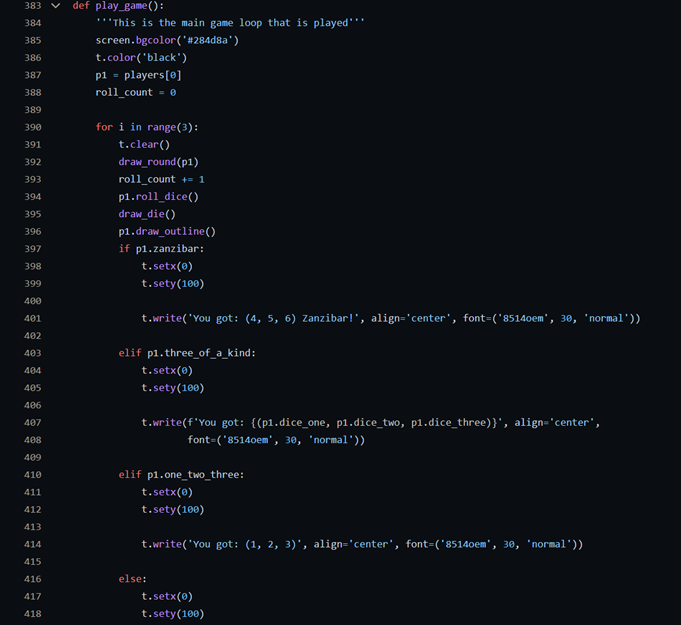 383 def play_game():
384 '''This is the main game loop that is played'''
385 screen.bgcolor('#284d8a')
386 t.color('black')
387 p1 = players[0]
388 roll_count = 0
389
390 for i in range(3):
391 t.clear()
392 draw_round(p1)
393 roll_count += 1
394 p1.roll_dice()
395 draw_die()
396 p1.draw_outline()
397 if p1.zanzibar:
398 t.setx(0)
399 t.sety(100)
400
401 t.write('You got: (4, 5, 6) Zanzibar!', align='center', font=('8514oem', 30, 'normal'))
402
403 elif p1.three_of_a_kind:
404 t.setx(0)
405 t.sety(100)
406
407 t.write(f'You got: {(p1.dice_one, p1.dice_two, p1.dice_three)}', align='center',
408 font=('8514oem', 30, 'normal'))
409
410 elif p1.one_two_three:
411 t.setx(0)
412 t.sety(100)
413
414 t.write('You got: (1, 2, 3)', align='center', font=('8514oem', 30, 'normal'))
415
416 else:
417 t.setx(0)
418 t.sety(100)